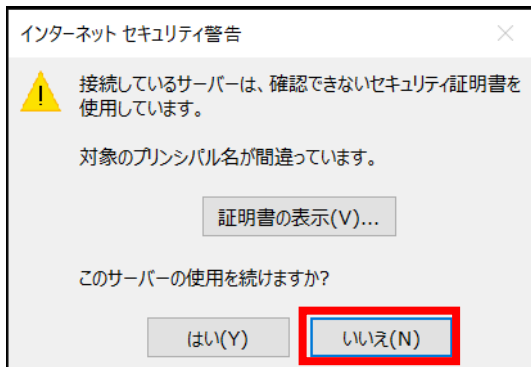 インターネット セキュリティ警告
接続しているサーバーは、確認できないセキュリティ証明書を
使用しています。
対象のプリンシパル名が間違っています。
証明書の表示(V)...
このサーバーの使用を続けますか?
はい(Y)
いいえ(N)